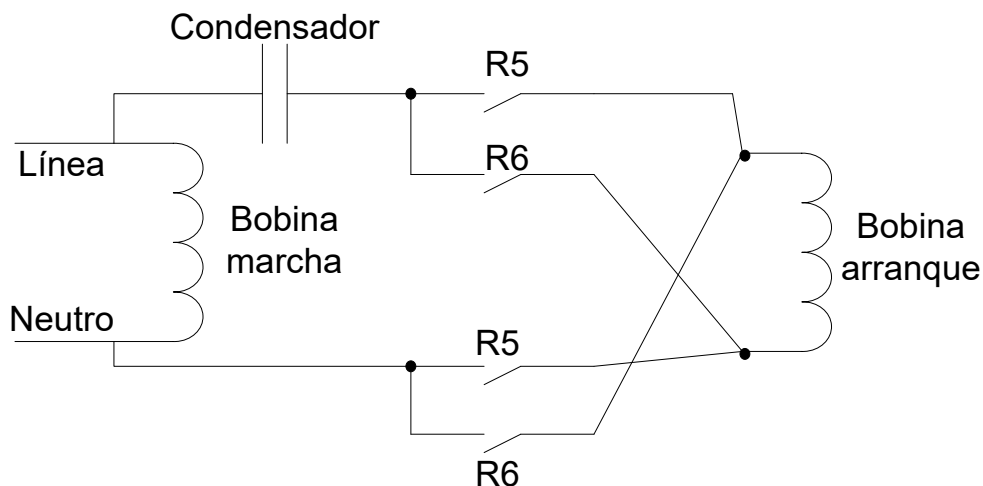 Condensador
R5
R6
Línea
Bobina
marcha
Bobina
arranque
Neutro
R5
R6